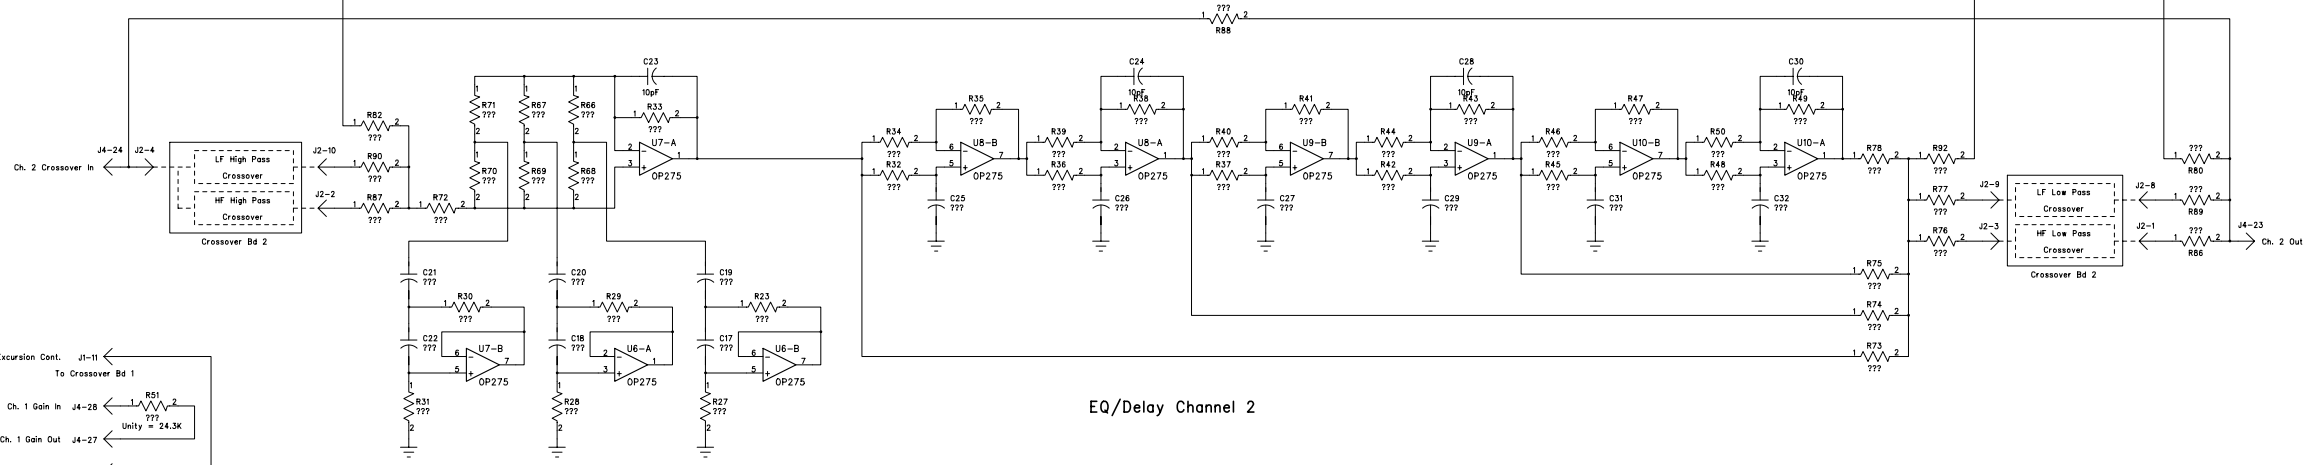 ???
1 2
R88
C23
10pF
C24
10pF
C28
10pF
C30
10pF
R71
???
R67
???
R66
???
R33
???
R35
???
R38
???
R41
???
R43
???
R47
???
R49
???
R82
???
J4-24
J2-4
Ch. 2 Crossover In
LF High Pass
Crossover
HF High Pass
Crossover
Crossover Bd 2
J2-10
R90
???
J2-2
R87
???
R72
???
R70
???
R69
???
R68
???
U7-A
OP275
R34
???
R32
???
U8-B
OP275
C25
???
R39
???
R36
???
U8-A
OP275
C26
???
R40
???
R37
???
U9-B
OP275
C27
???
R44
???
R42
???
U9-A
OP275
C29
???
R46
???
R45
???
U10-B
OP275
C31
???
R50
???
R48
???
U10-A
OP275
C32
???
R78
???
R92
???
R77
???
R76
???
J2-9
J2-3
LF Low Pass
Crossover
HF Low Pass
Crossover
Crossover Bd 2
J2-8
J2-1
???
R80
???
R89
???
R86
J4-23
Ch. 2 Out
R75
???
R74
???
R73
???
C21
???
C20
???
C19
???
R30
???
R29
???
R23
???
C22
???
C18
???
C17
???
U7-B
OP275
U6-A
OP275
U6-B
OP275
R31
???
R28
???
R27
???
EQ/Delay Channel 2
Excursion Cont. J1-11
To Crossover Bd 1
R51
Ch. 1 Gain In J4-28
???
Unity = 24.3K
Ch. 1 Gain Out J4-27